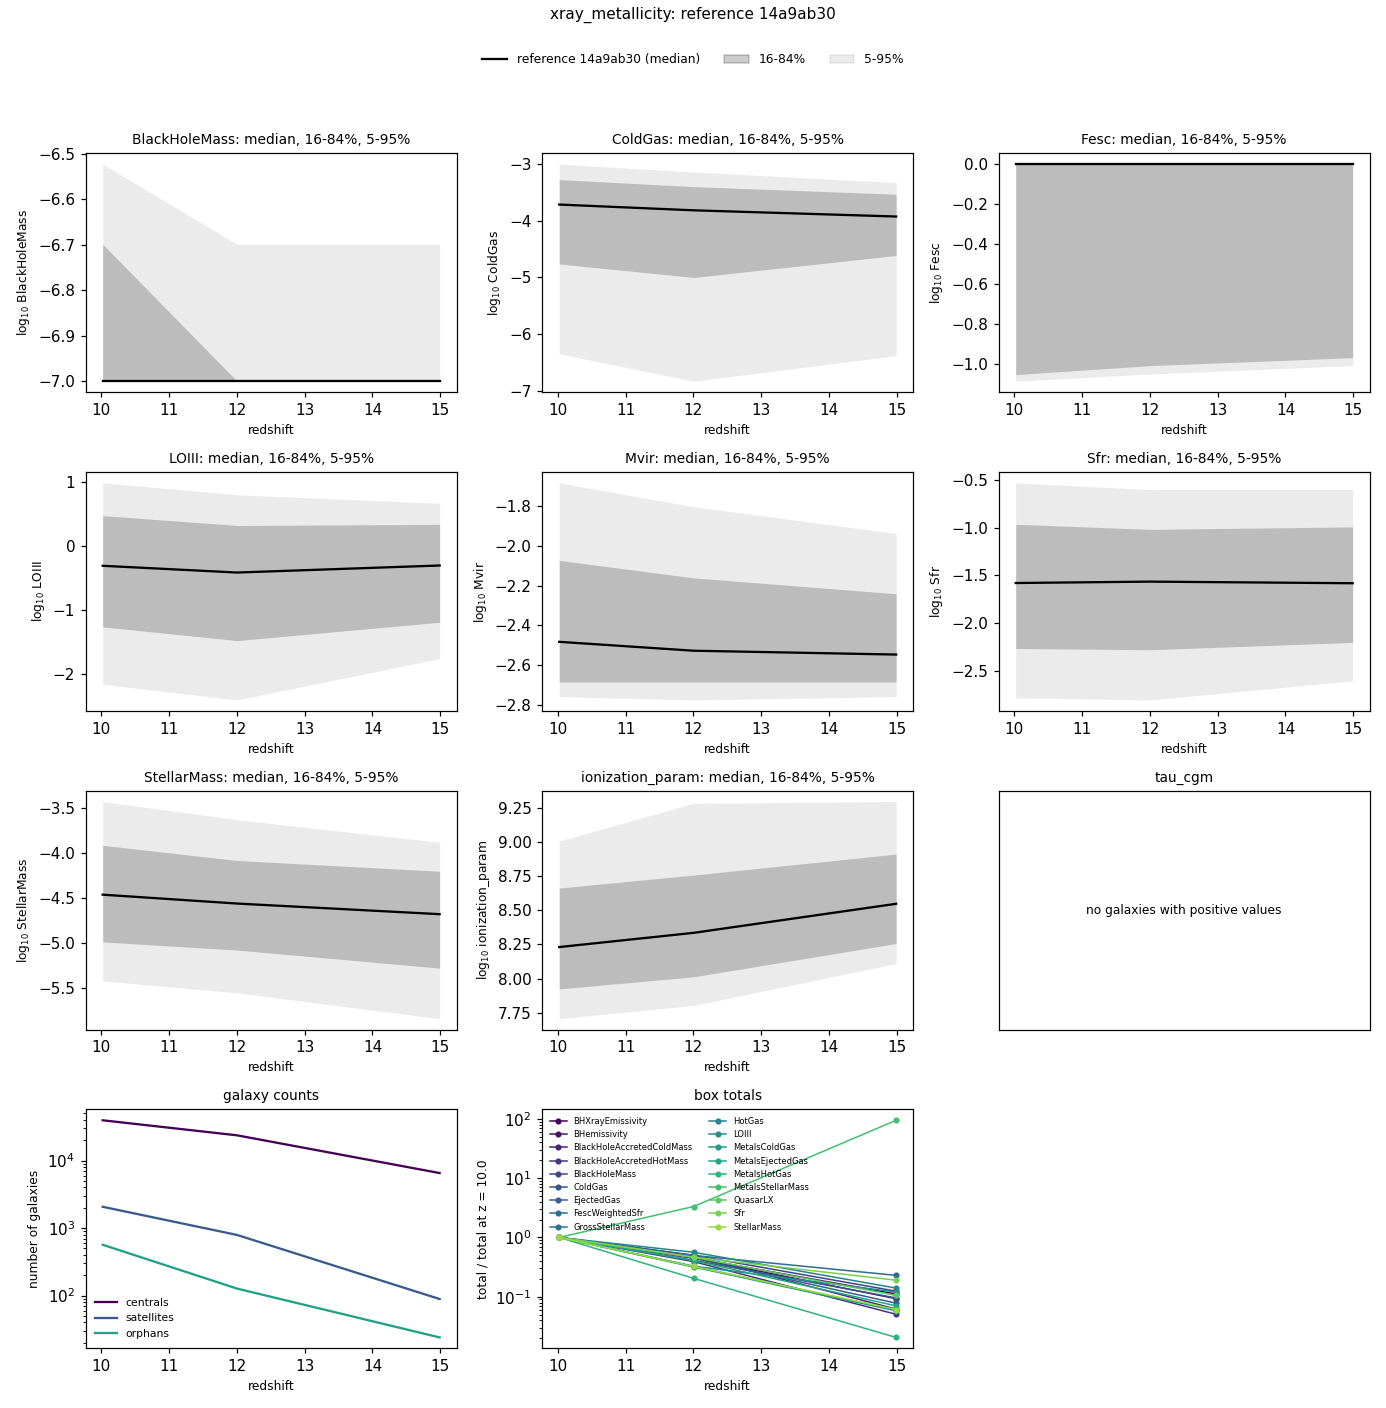 xray_metallicity: reference 14a9ab30
reference 14a9ab30 (median) 16-84% 5-95%
BlackHoleMass: median, 16-84%, 5-95%
log10 BlackHoleMass
−6.5
−6.6
−6.7
−6.8
−6.9
−7.0
10 11 12 13 14 15
redshift
ColdGas: median, 16-84%, 5-95%
log10 ColdGas
−3
−4
−5
−6
−7
10 11 12 13 14 15
redshift
Fesc: median, 16-84%, 5-95%
log10 Fesc
0.0
−0.2
−0.4
−0.6
−0.8
−1.0
10 11 12 13 14 15
redshift
LOIII: median, 16-84%, 5-95%
log10 LOIII
1
0
−1
−2
10 11 12 13 14 15
redshift
Mvir: median, 16-84%, 5-95%
log10 Mvir
−1.8
−2.0
−2.2
−2.4
−2.6
−2.8
10 11 12 13 14 15
redshift
Sfr: median, 16-84%, 5-95%
log10 Sfr
−0.5
−1.0
−1.5
−2.0
−2.5
10 11 12 13 14 15
redshift
StellarMass: median, 16-84%, 5-95%
log10 StellarMass
−3.5
−4.0
−4.5
−5.0
−5.5
10 11 12 13 14 15
redshift
ionization_param: median, 16-84%, 5-95%
log10 ionization_param
9.25
9.00
8.75
8.50
8.25
8.00
7.75
10 11 12 13 14 15
redshift
tau_cgm
no galaxies with positive values
galaxy counts
number of galaxies
10^4
10^3
10^2
centrals
satellites
orphans
10 11 12 13 14 15
redshift
box totals
total / total at z = 10.0
10^2
10^1
10^0
10^−1
BHXrayEmissivity
BHemissivity
BlackHoleAccretedColdMass
BlackHoleAccretedHotMass
BlackHoleMass
ColdGas
EjectedGas
FescWeightedSfr
GrossStellarMass
HotGas
LOIII
MetalsColdGas
MetalsEjectedGas
MetalsHotGas
MetalsStellarMass
QuasarLX
Sfr
StellarMass
10 11 12 13 14 15
redshift